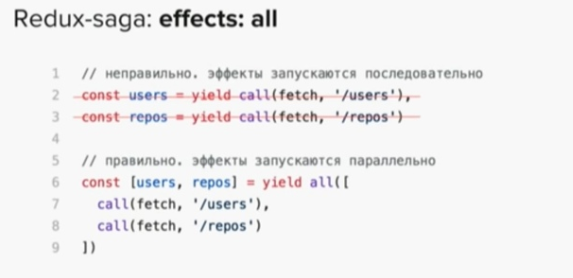 Redux-saga: effects: all
1 // неправильно. эффекты запускаются последовательно
2 const users = yield call(fetch, '/users'),
3 const repos = yield call(fetch, '/repos')
4
5 // правильно. эффекты запускаются параллельно
6 const [users, repos] = yield all([
7 call(fetch, '/users'),
8 call(fetch, '/repos')
9 ])